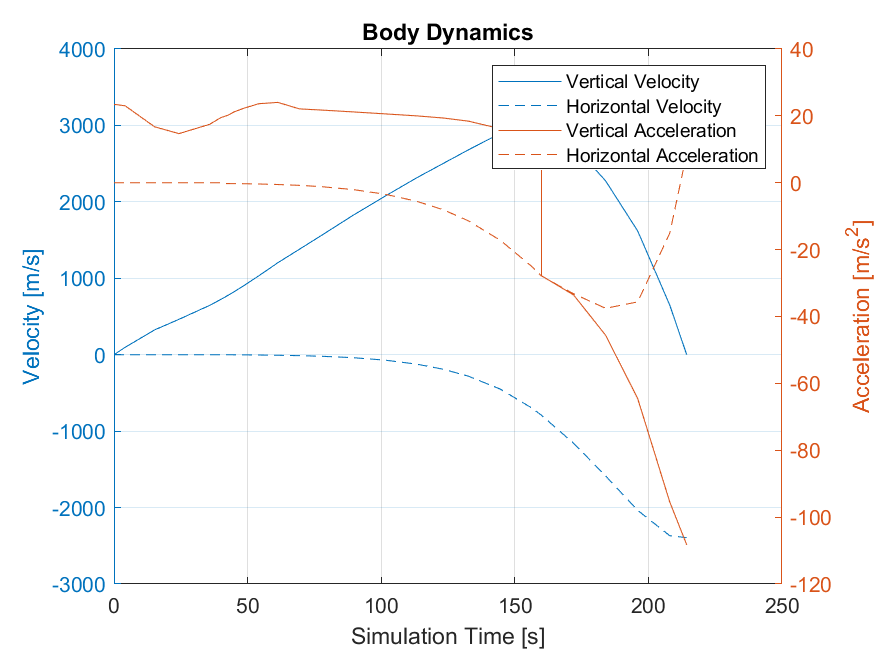 Body Dynamics
4000
3000
2000
1000
0
-1000
-2000
-3000
Velocity [m/s]
40
20
0
-20
-40
-60
-80
-100
-120
Acceleration [m/s²]
Vertical Velocity
Horizontal Velocity
Vertical Acceleration
Horizontal Acceleration
0 50 100 150 200 250
Simulation Time [s]